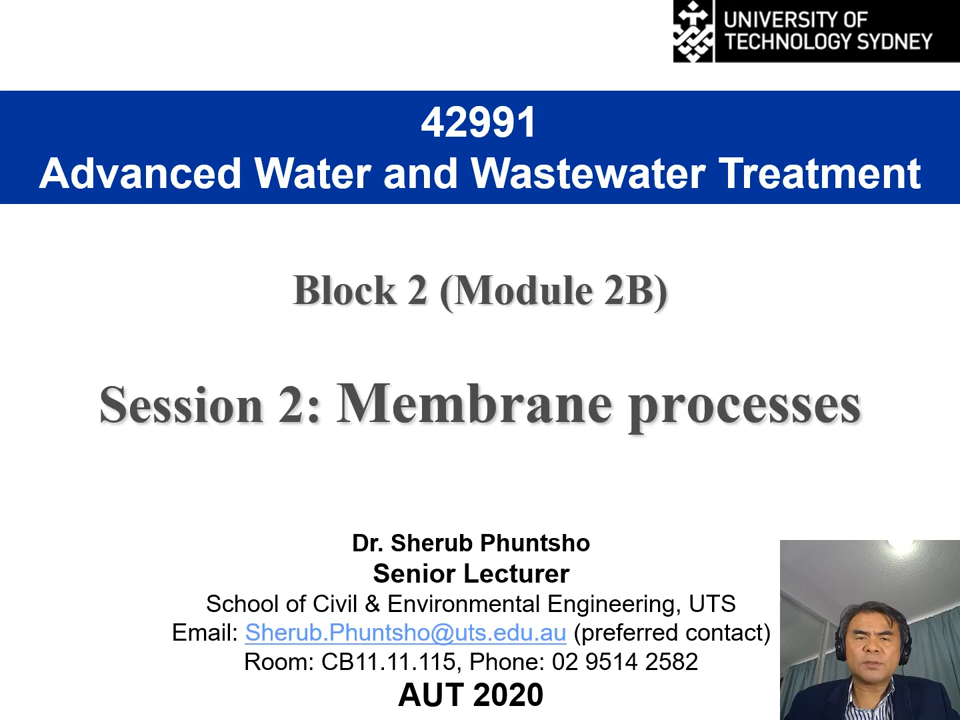 UNIVERSITY OF
TECHNOLOGY SYDNEY
42991
Advanced Water and Wastewater Treatment
Block 2 (Module 2B)
Session 2: Membrane processes
Dr. Sherub Phuntsho
Senior Lecturer
School of Civil & Environmental Engineering, UTS
Email: Sherub.Phuntsho@uts.edu.au (preferred contact)
Room: CB11.11.115, Phone: 02 9514 2582
AUT 2020